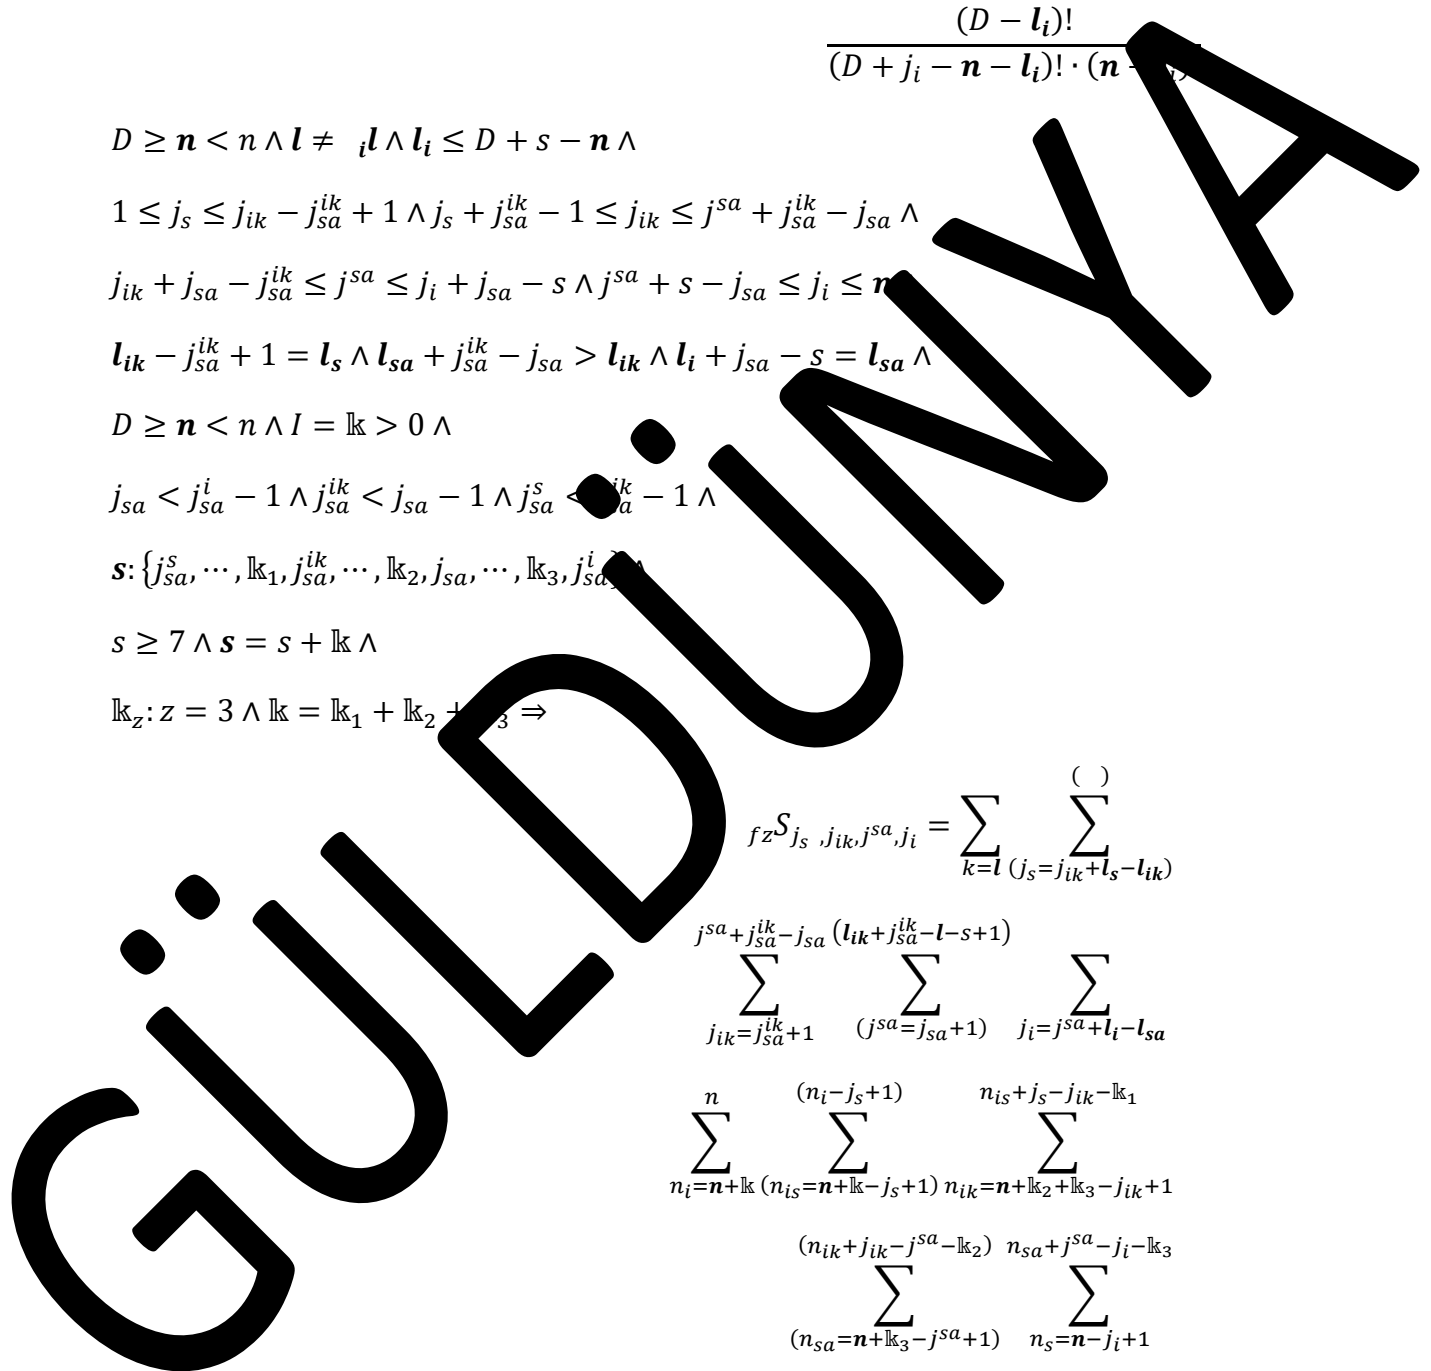 (D − l_i)!
(D + j_i − n − l_i)! · (n
D ≥ n < n ∧ l ≠ _i l ∧ l_i ≤ D + s − n ∧
1 ≤ j_s ≤ j_ik − j_sa^ik + 1 ∧ j_s + j_sa^ik − 1 ≤ j_ik ≤ j^sa + j_sa^ik − j_sa ∧
j_ik + j_sa − j_sa^ik ≤ j^sa ≤ j_i + j_sa − s ∧ j^sa + s − j_sa ≤ j_i ≤ n
l_ik − j_sa^ik + 1 = l_s ∧ l_sa + j_sa^ik − j_sa > l_ik ∧ l_i + j_sa − s = l_sa ∧
D ≥ n < n ∧ I = 𝕜 > 0 ∧
j_sa < j_sa^i − 1 ∧ j_sa^ik < j_sa − 1 ∧ j_sa^s < − 1 ∧
s: {j_sa^s, ⋯ , 𝕜_1, j_sa^ik, ⋯ , 𝕜_2, j_sa, ⋯ , 𝕜_3, j_sa^i} ∧
s ≥ 7 ∧ s = s + 𝕜 ∧
𝕜_z: z = 3 ∧ 𝕜 = 𝕜_1 + 𝕜_2 + 𝕜_3 ⇒
( )
_fz S_{j_s ,j_ik,j^sa,j_i} = ∑ ∑
k=l (j_s=j_ik+l_s−l_ik)
j^sa+j_sa^ik−j_sa (l_ik+j_sa^ik−l−s+1)
∑ ∑ ∑
j_ik=j_sa^ik+1 (j^sa=j_sa+1) j_i=j^sa+l_i−l_sa
n (n_i−j_s+1) n_is+j_s−j_ik−𝕜_1
∑ ∑ ∑
n_i=n+𝕜 (n_is=n+𝕜−j_s+1) n_ik=n+𝕜_2+𝕜_3−j_ik+1
(n_ik+j_ik−j^sa−𝕜_2) n_sa+j^sa−j_i−𝕜_3
∑ ∑
(n_sa=n+𝕜_3−j^sa+1) n_s=n−j_i+1
GÜLDÜNYA